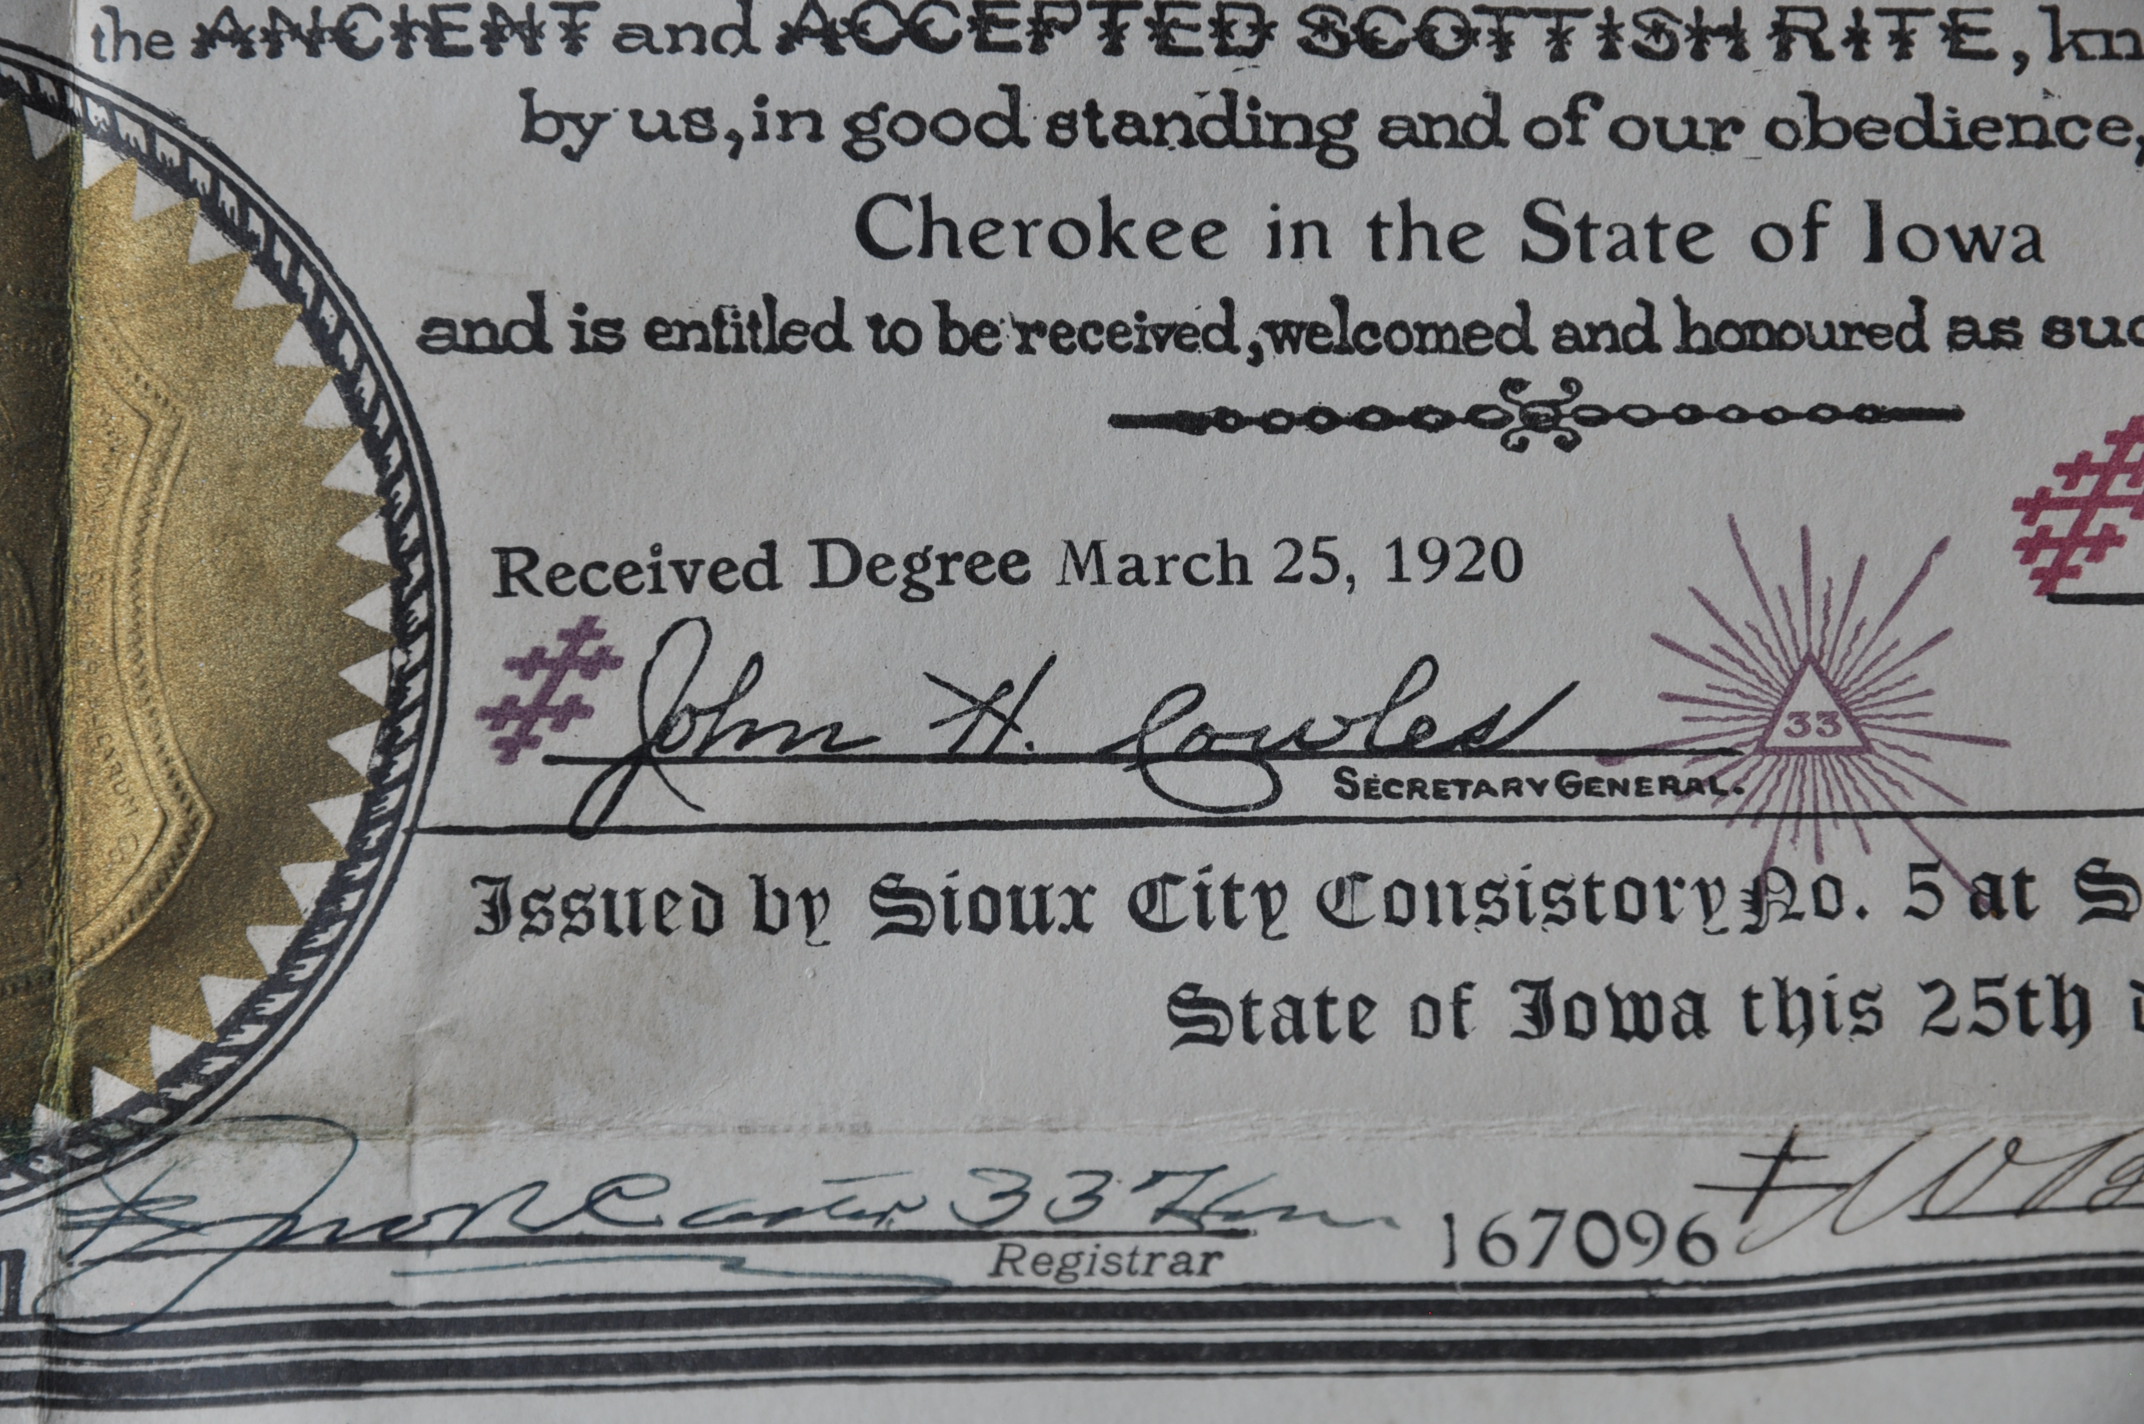 the ANCIENT and ACCEPTED SCOTTISH RITE, kn
by us, in good standing and of our obedience,
Cherokee in the State of Iowa
and is entitled to be received, welcomed and honoured as suc
Received Degree March 25, 1920
John H. Cowles
33
SECRETARY GENERAL.
Issued by Sioux City Consistory No. 5 at S
State of Iowa this 25th d
33 Hon
Registrar
167096